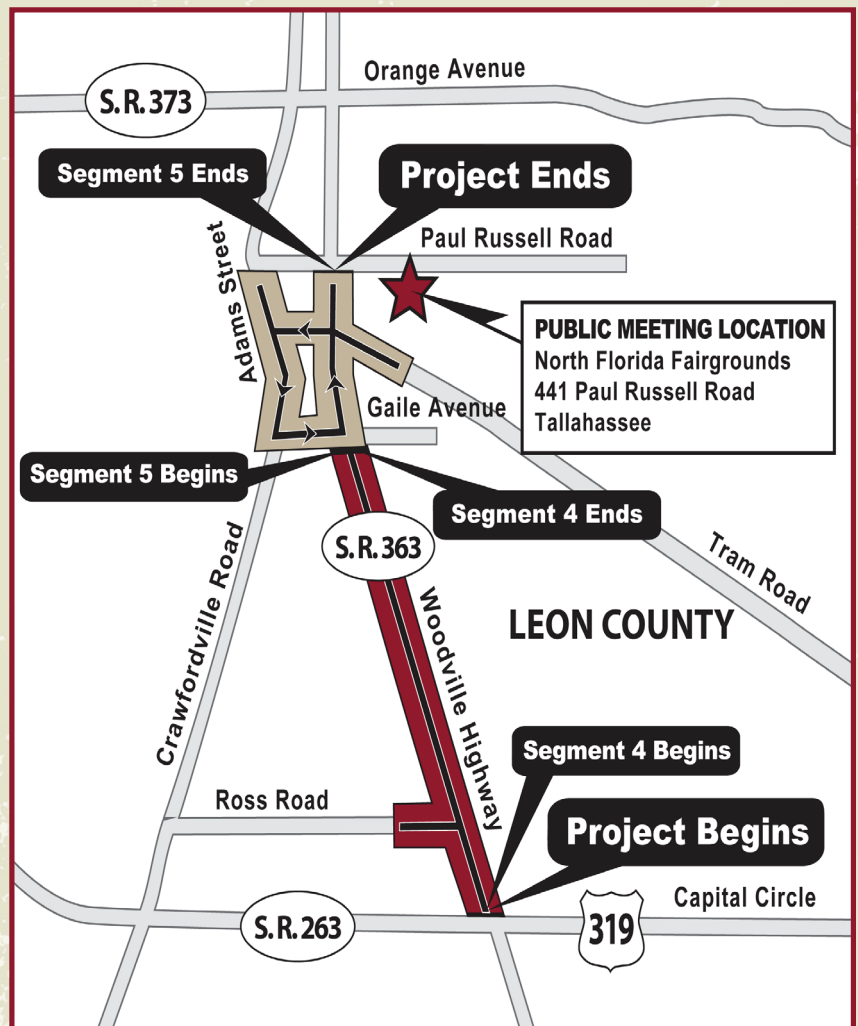 Orange Avenue
S.R. 373
Segment 5 Ends
Project Ends
Adams Street
Paul Russell Road
PUBLIC MEETING LOCATION
North Florida Fairgrounds
441 Paul Russell Road
Tallahassee
Gaile Avenue
Segment 5 Begins
Segment 4 Ends
S.R. 363
Crawfordville Road
Woodville Highway
Tram Road
LEON COUNTY
Segment 4 Begins
Ross Road
Project Begins
Capital Circle
S.R. 263
319